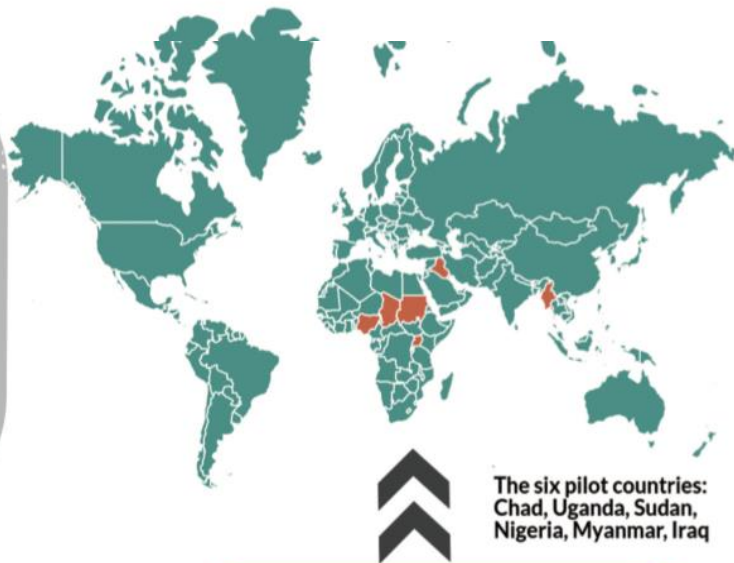 The six pilot countries:
Chad, Uganda, Sudan,
Nigeria, Myanmar, Iraq